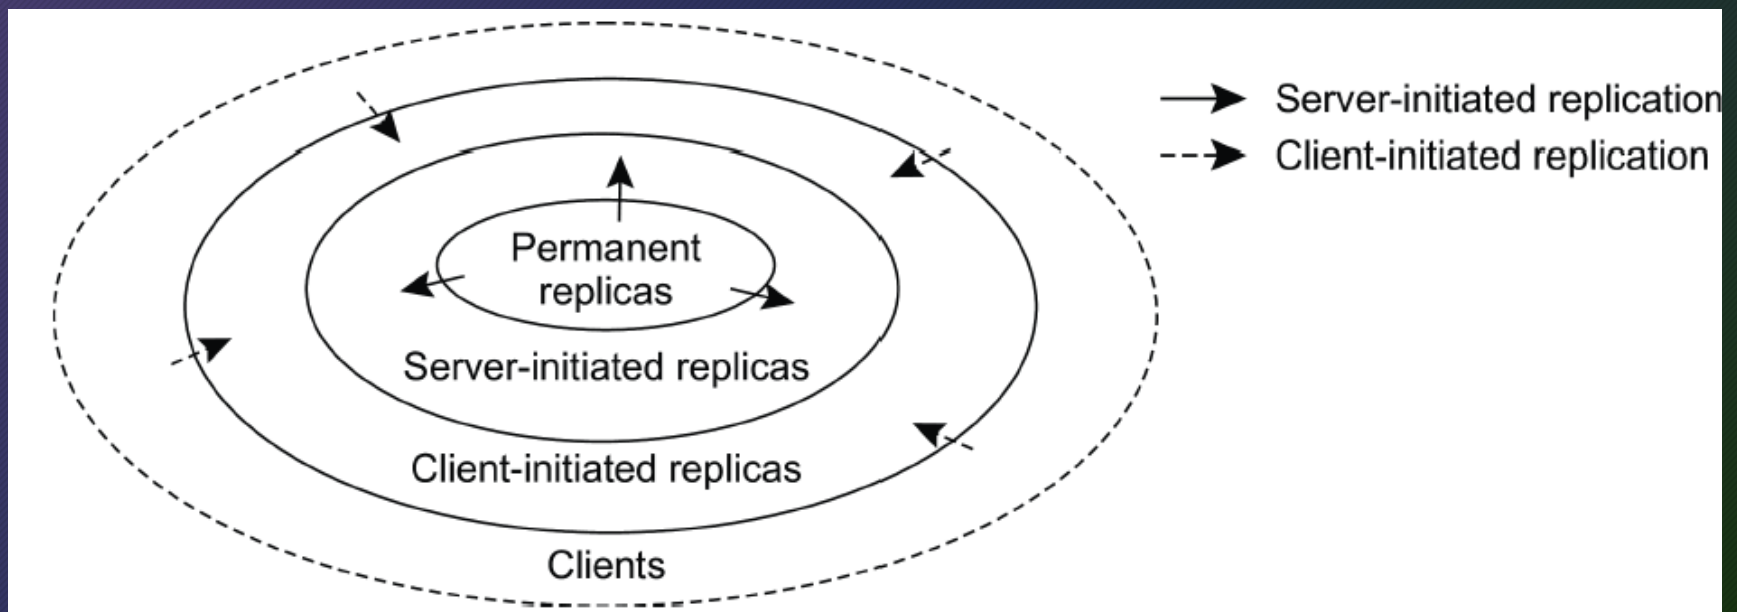 Server-initiated replication
Client-initiated replication
Permanent
replicas
Server-initiated replicas
Client-initiated replicas
Clients